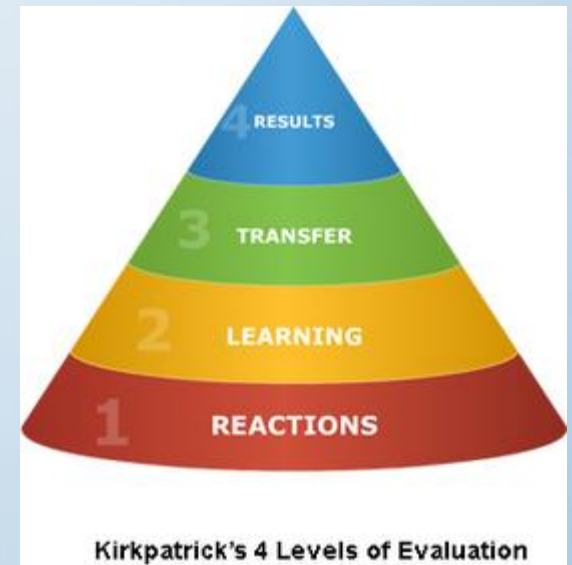 4 RESULTS
3 TRANSFER
2 LEARNING
1 REACTIONS
Kirkpatrick's 4 Levels of Evaluation